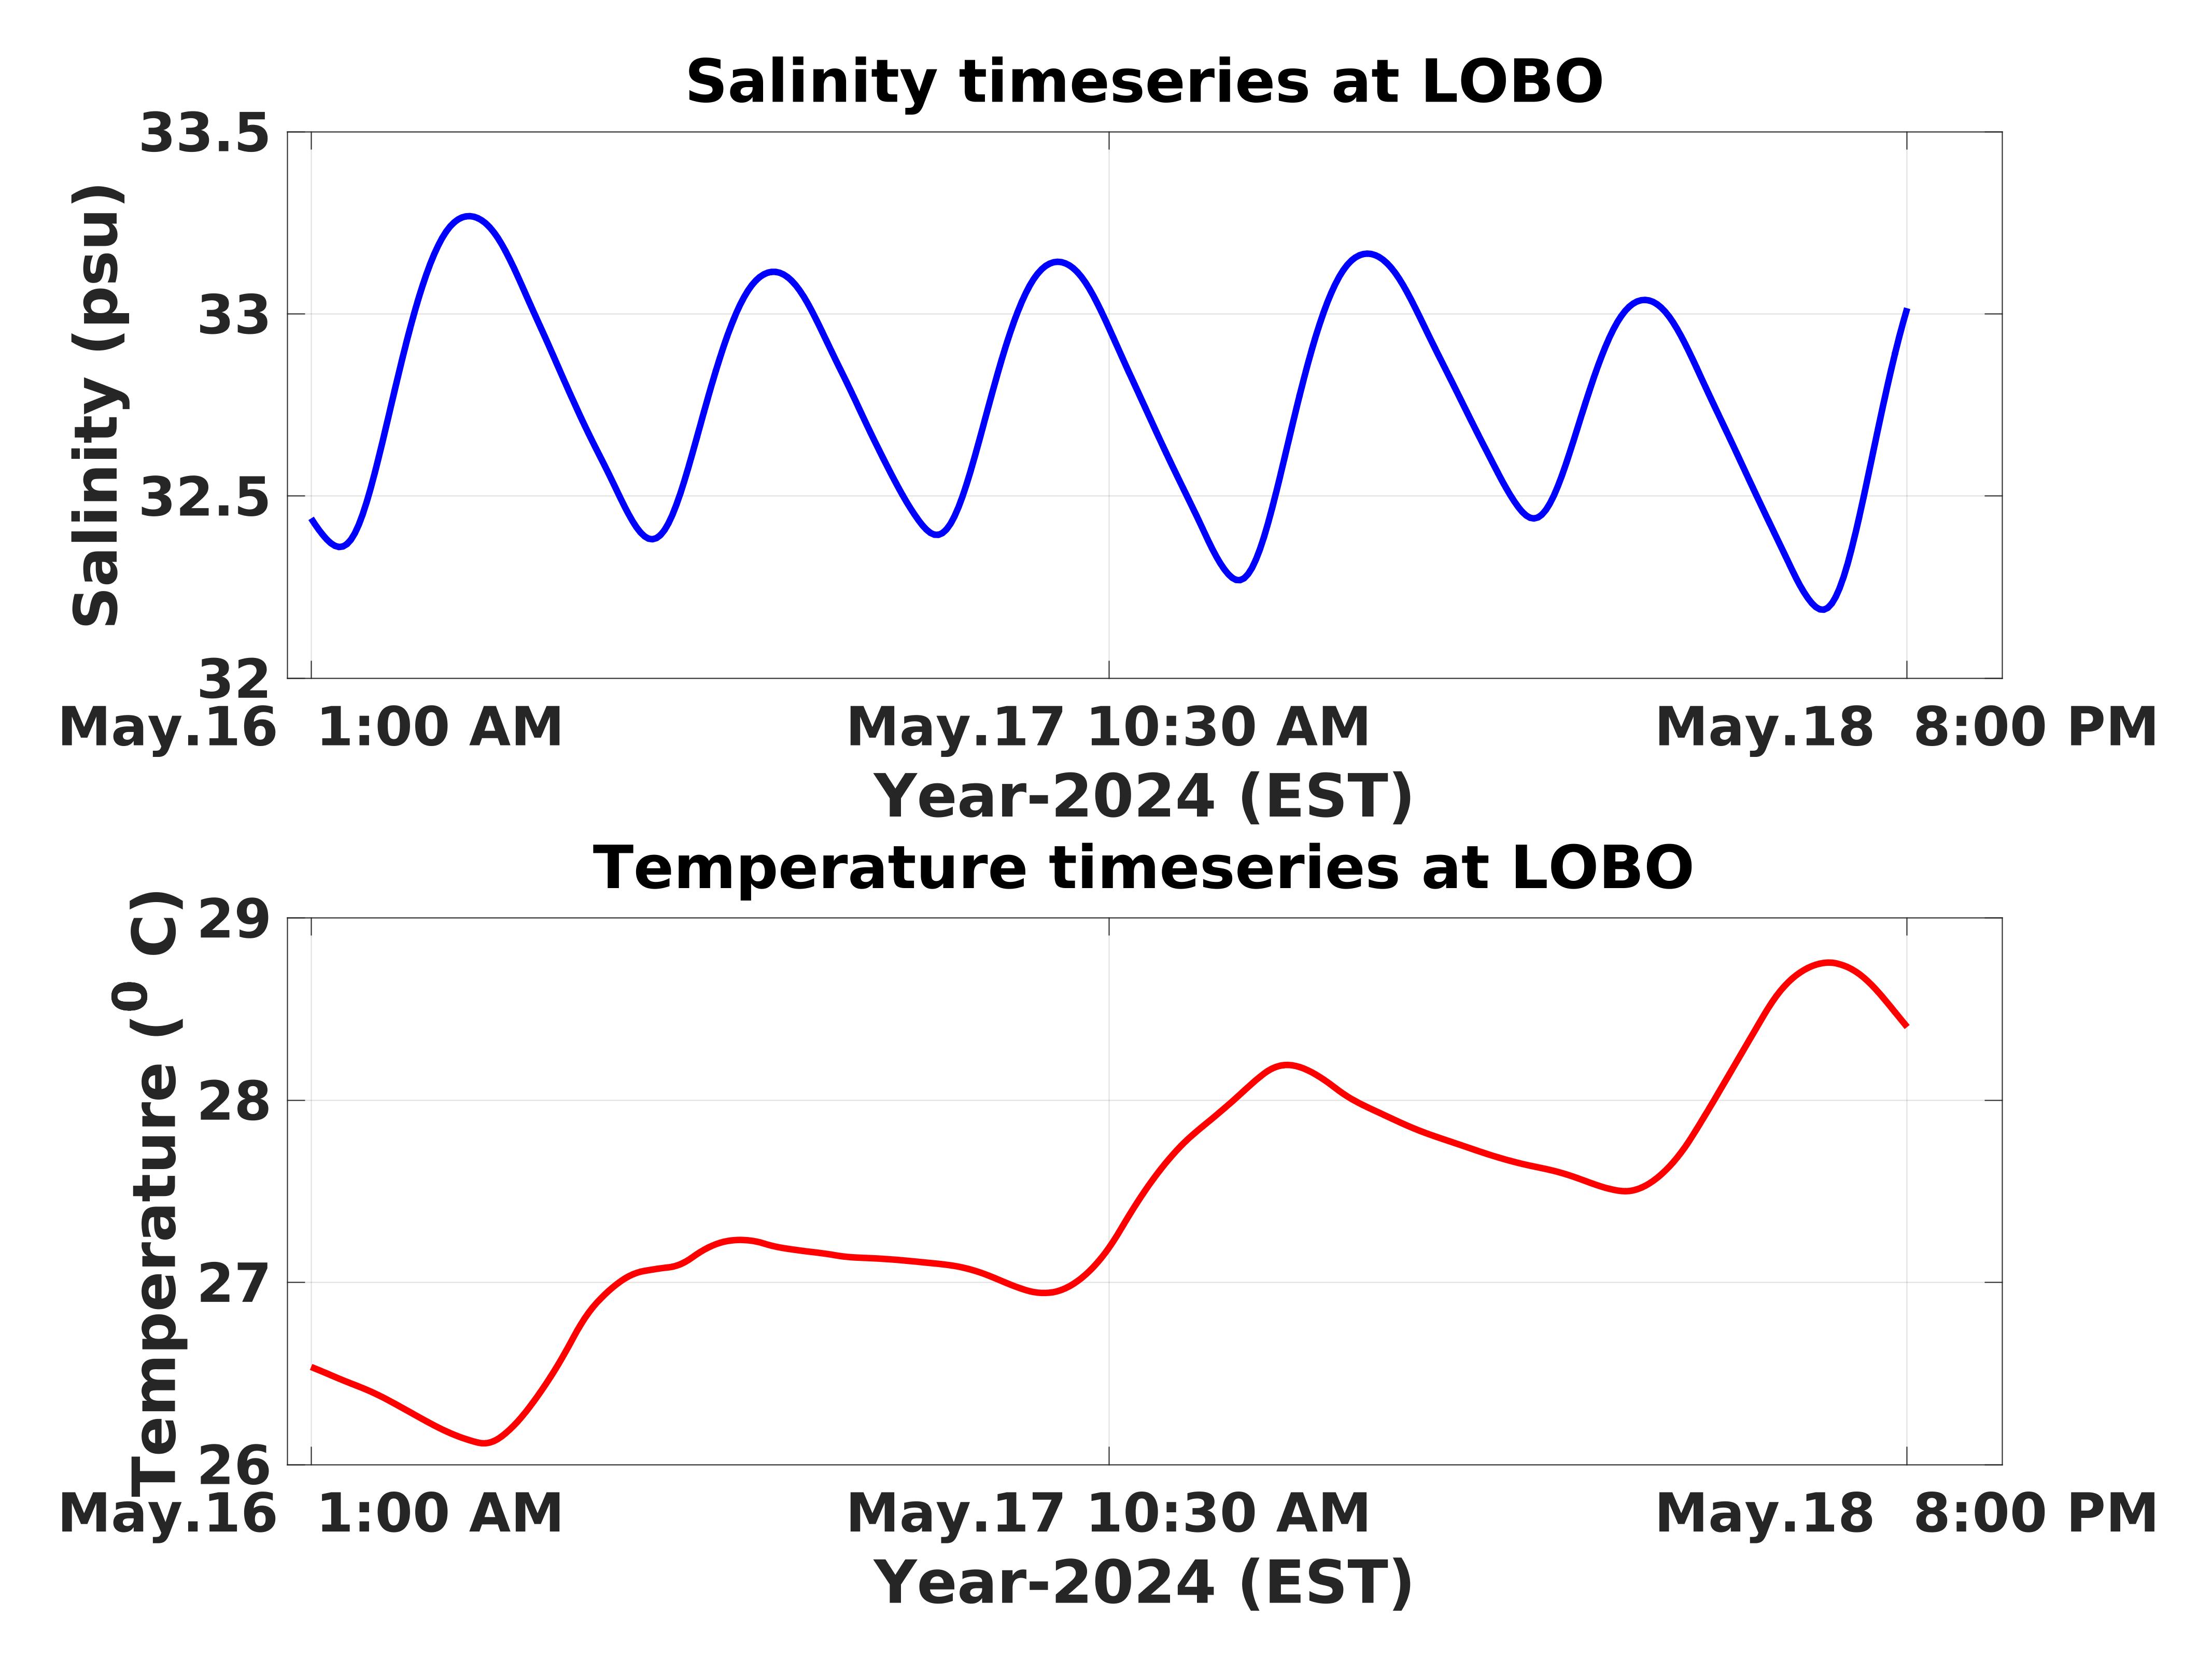 Salinity timeseries at LOBO
Salinity (psu)
33.5
33
32.5
32
May.16  1:00 AM
May.17 10:30 AM
May.18  8:00 PM
Year-2024 (EST)
Temperature timeseries at LOBO
Temperature (⁰ C)
29
28
27
26
May.16  1:00 AM
May.17 10:30 AM
May.18  8:00 PM
Year-2024 (EST)